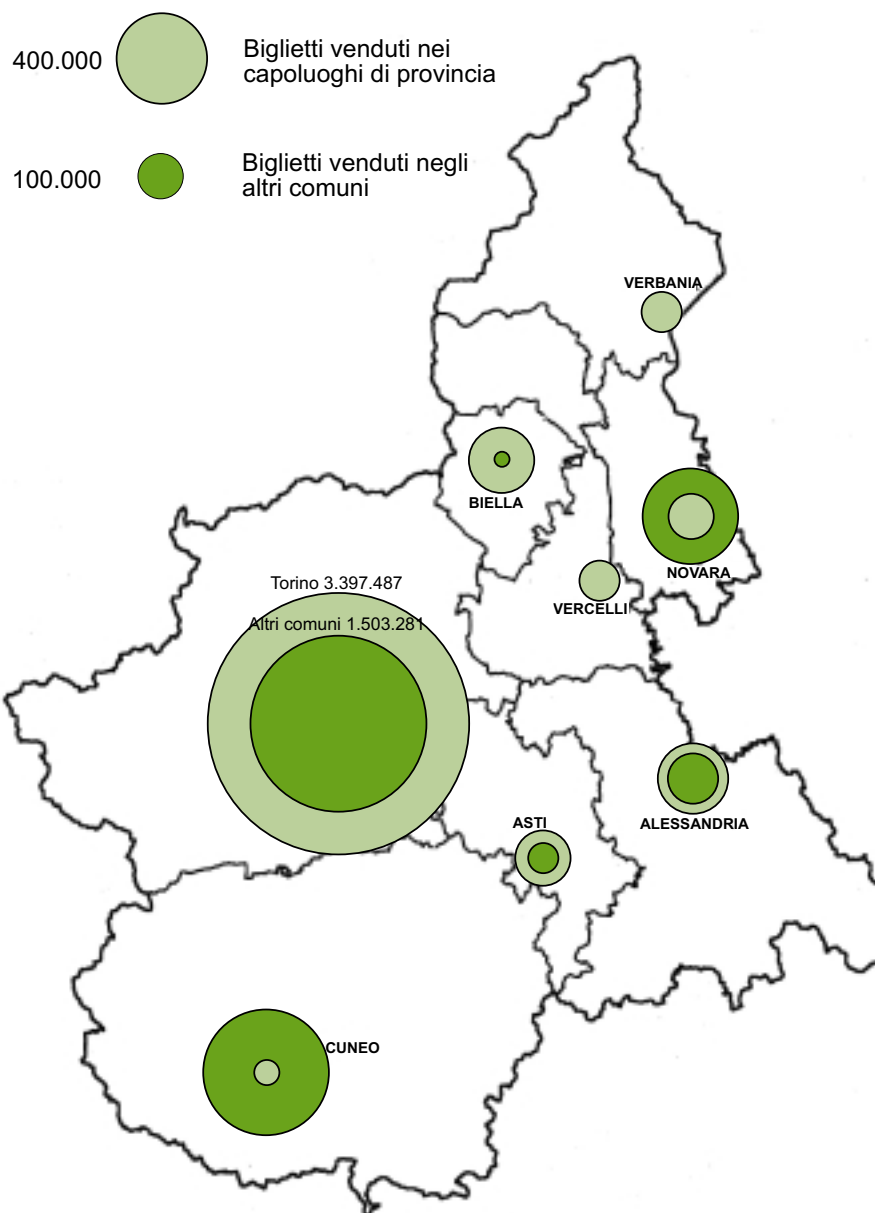 400.000
Biglietti venduti nei
capoluoghi di provincia
100.000
Biglietti venduti negli
altri comuni
VERBANIA
BIELLA
NOVARA
VERCELLI
Torino 3.397.487
Altri comuni 1.503.281
ASTI
ALESSANDRIA
CUNEO